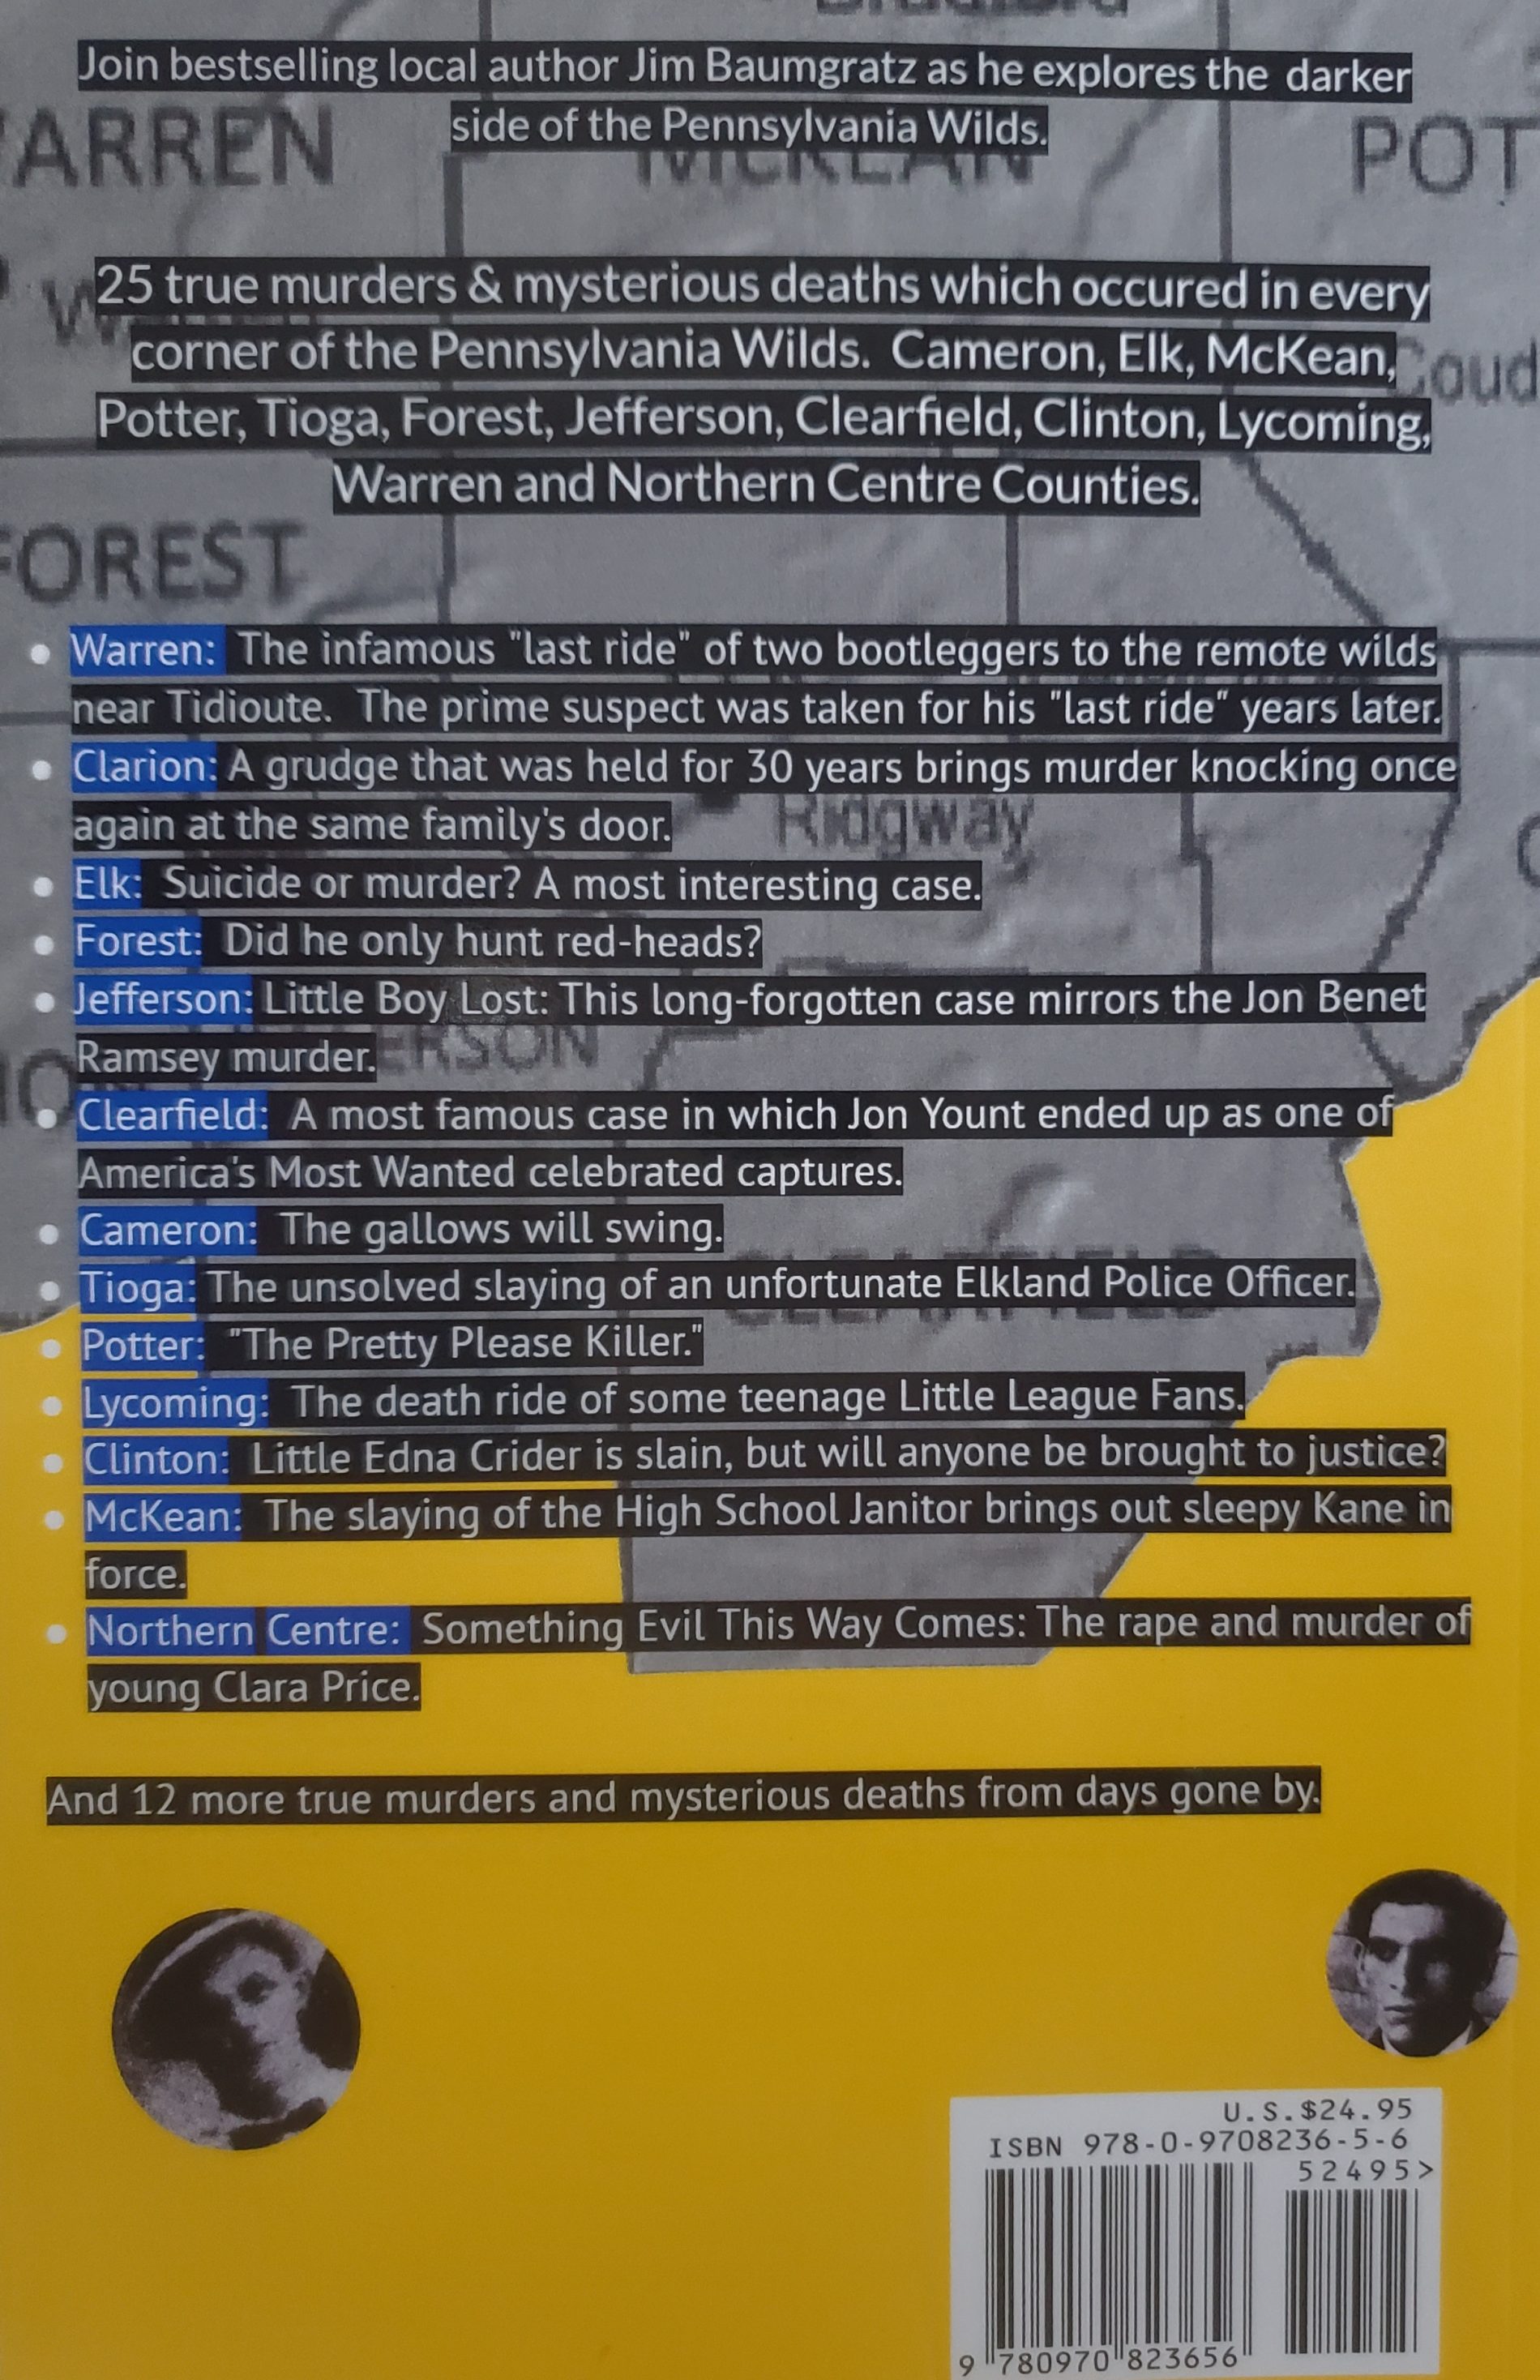 Join bestselling local author Jim Baumgratz as he explores the darker
side of the Pennsylvania Wilds.
ARREN
McKEAN
POT
25 true murders & mysterious deaths which occured in every
corner of the Pennsylvania Wilds. Cameron, Elk, McKean,
Coud
Potter, Tioga, Forest, Jefferson, Clearfield, Clinton, Lycoming,
Warren and Northern Centre Counties.
FOREST
• Warren: The infamous "last ride" of two bootleggers to the remote wilds
near Tidioute. The prime suspect was taken for his "last ride" years later.
• Clarion: A grudge that was held for 30 years brings murder knocking once
again at the same family's door.
Ridgway
• Elk: Suicide or murder? A most interesting case.
• Forest: Did he only hunt red-heads?
• Jefferson: Little Boy Lost: This long-forgotten case mirrors the Jon Benet
Ramsey murder.
ERSON
• Clearfield: A most famous case in which Jon Yount ended up as one of
America's Most Wanted celebrated captures.
• Cameron: The gallows will swing.
CLEARFIELD
• Tioga: The unsolved slaying of an unfortunate Elkland Police Officer.
• Potter: "The Pretty Please Killer."
• Lycoming: The death ride of some teenage Little League Fans.
• Clinton: Little Edna Crider is slain, but will anyone be brought to justice?
• McKean: The slaying of the High School Janitor brings out sleepy Kane in
force.
• Northern Centre: Something Evil This Way Comes: The rape and murder of
young Clara Price.
And 12 more true murders and mysterious deaths from days gone by.
U.S.$24.95
ISBN 978-0-9708236-5-6
52495>
9 780970 823656